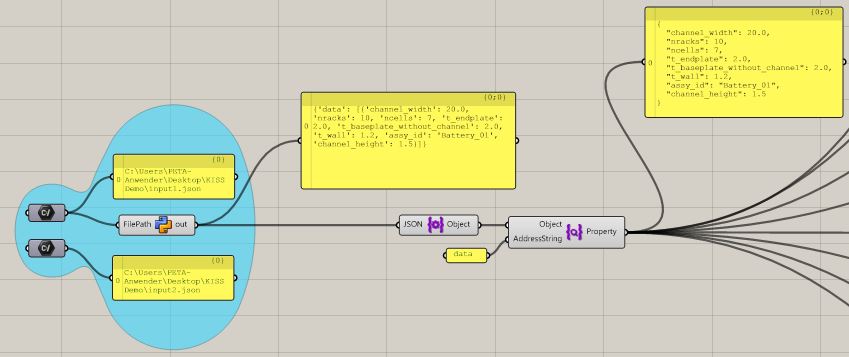 {0;0}
{
"channel_width": 20.0,
"nracks": 10,
"ncells": 7,
"t_endplate": 2.0,
0
"t_baseplate_without_channel": 2.0,
"t_wall": 1.2,
"assy_id": "Battery_01",
"channel_height": 1.5
}
{0;0}
{'data': [{'channel_width': 20.0,
'nracks': 10, 'ncells': 7, 't_endplate':
0
2.0, 't_baseplate_without_channel': 2.0,
't_wall': 1.2, 'assy_id': 'Battery_01',
'channel_height': 1.5}]}
{0}
C:\Users\PETA-
0
Anwender\Desktop\KISS
Demo\input1.json
C/
FilePath
out
C/
{0}
C:\Users\PETA-
0
Anwender\Desktop\KISS
Demo\input2.json
JSON
Object
Object
AddressString
Property
data